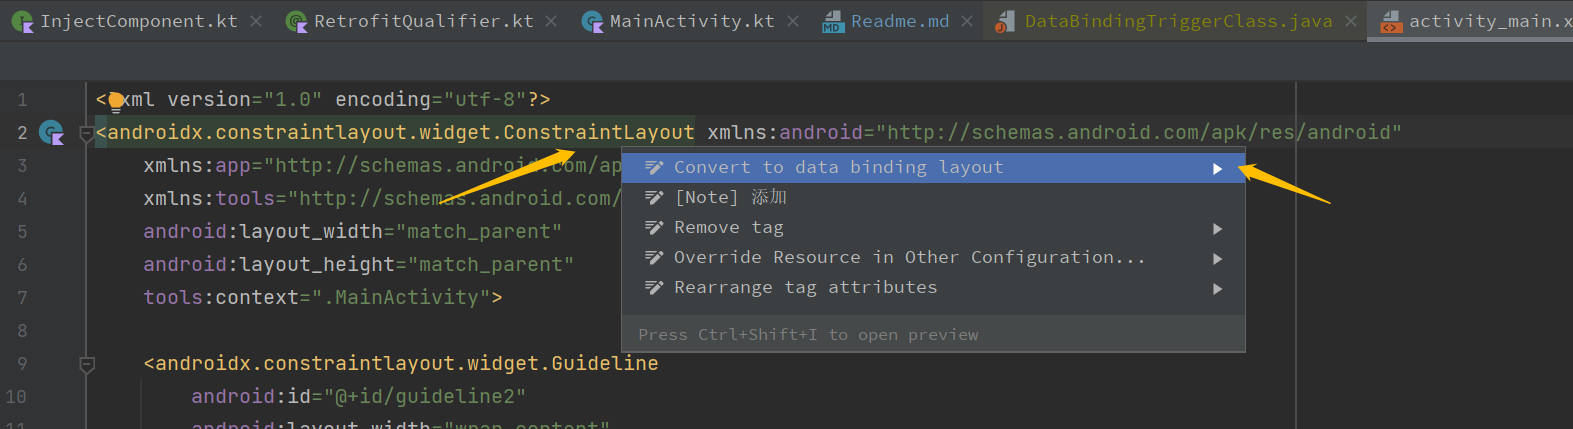 InjectComponent.kt RetrofitQualifier.kt MainActivity.kt Readme.md DataBindingTriggerClass.java activity_main.x
1 <?xml version="1.0" encoding="utf-8"?>
2 <androidx.constraintlayout.widget.ConstraintLayout xmlns:android="http://schemas.android.com/apk/res/android"
3 xmlns:app="http://schemas.android.com/ap
Convert to data binding layout
4 xmlns:tools="http://schemas.android.com/
[Note] 添加
5 android:layout_width="match_parent"
Remove tag
6 android:layout_height="match_parent"
Override Resource in Other Configuration...
7 tools:context=".MainActivity">
Rearrange tag attributes
8
Press Ctrl+Shift+I to open preview
9 <androidx.constraintlayout.widget.Guideline
10 android:id="@+id/guideline2"
11 android:layout_width="wrap_content"